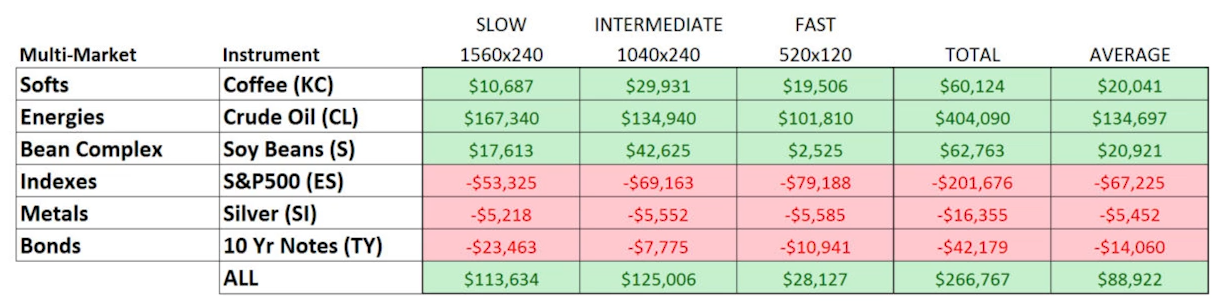 SLOW INTERMEDIATE FAST
Multi-Market Instrument 1560x240 1040x240 520x120 TOTAL AVERAGE
Softs Coffee (KC) $10,687 $29,931 $19,506 $60,124 $20,041
Energies Crude Oil (CL) $167,340 $134,940 $101,810 $404,090 $134,697
Bean Complex Soy Beans (S) $17,613 $42,625 $2,525 $62,763 $20,921
Indexes S&P500 (ES) -$53,325 -$69,163 -$79,188 -$201,676 -$67,225
Metals Silver (SI) -$5,218 -$5,552 -$5,585 -$16,355 -$5,452
Bonds 10 Yr Notes (TY) -$23,463 -$7,775 -$10,941 -$42,179 -$14,060
ALL $113,634 $125,006 $28,127 $266,767 $88,922